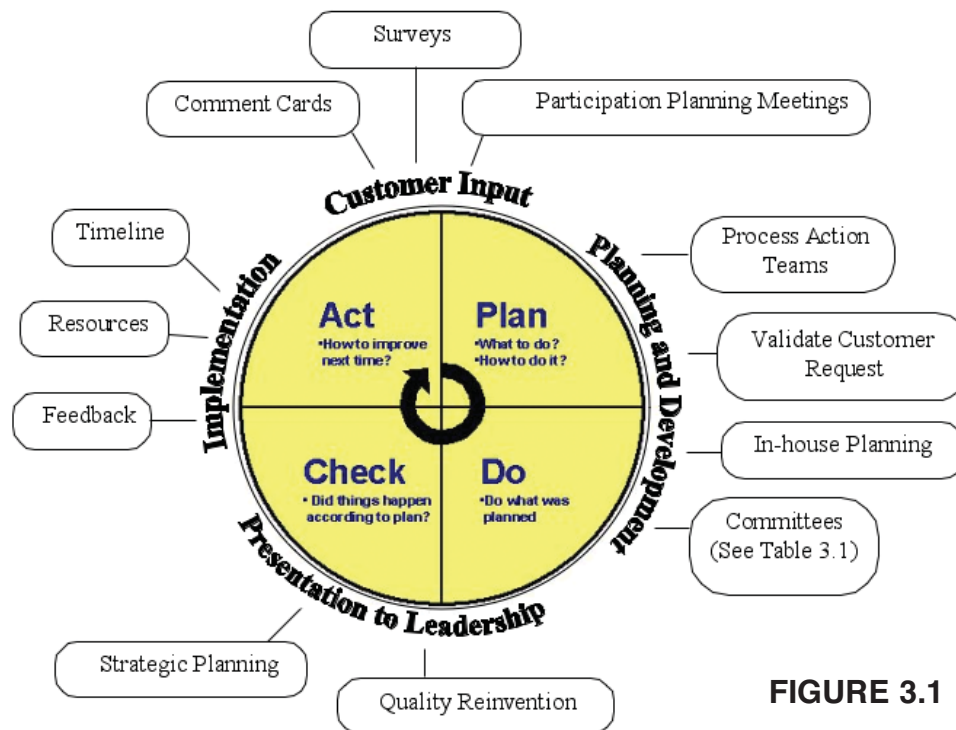 Surveys
Comment Cards
Participation Planning Meetings
Customer Input
Timeline
Resources
Feedback
Implementation
Act
•How to improve
next time?
Plan
•What to do?
•How to do it?
Check
• Did things happen
according to plan?
Do
•Do what was
planned
Planning and Development
Process Action
Teams
Validate Customer
Request
In-house Planning
Committees
(See Table 3.1)
Presentation to Leadership
Strategic Planning
Quality Reinvention
FIGURE 3.1